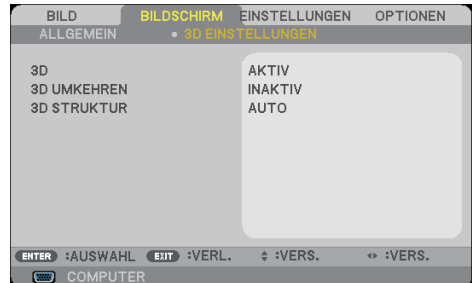 BILD BILDSCHIRM EINSTELLUNGEN OPTIONEN
ALLGEMEIN • 3D EINSTELLUNGEN
3D AKTIV
3D UMKEHREN INAKTIV
3D STRUKTUR AUTO
ENTER :AUSWAHL EXIT :VERL. :VERS. :VERS.
COMPUTER